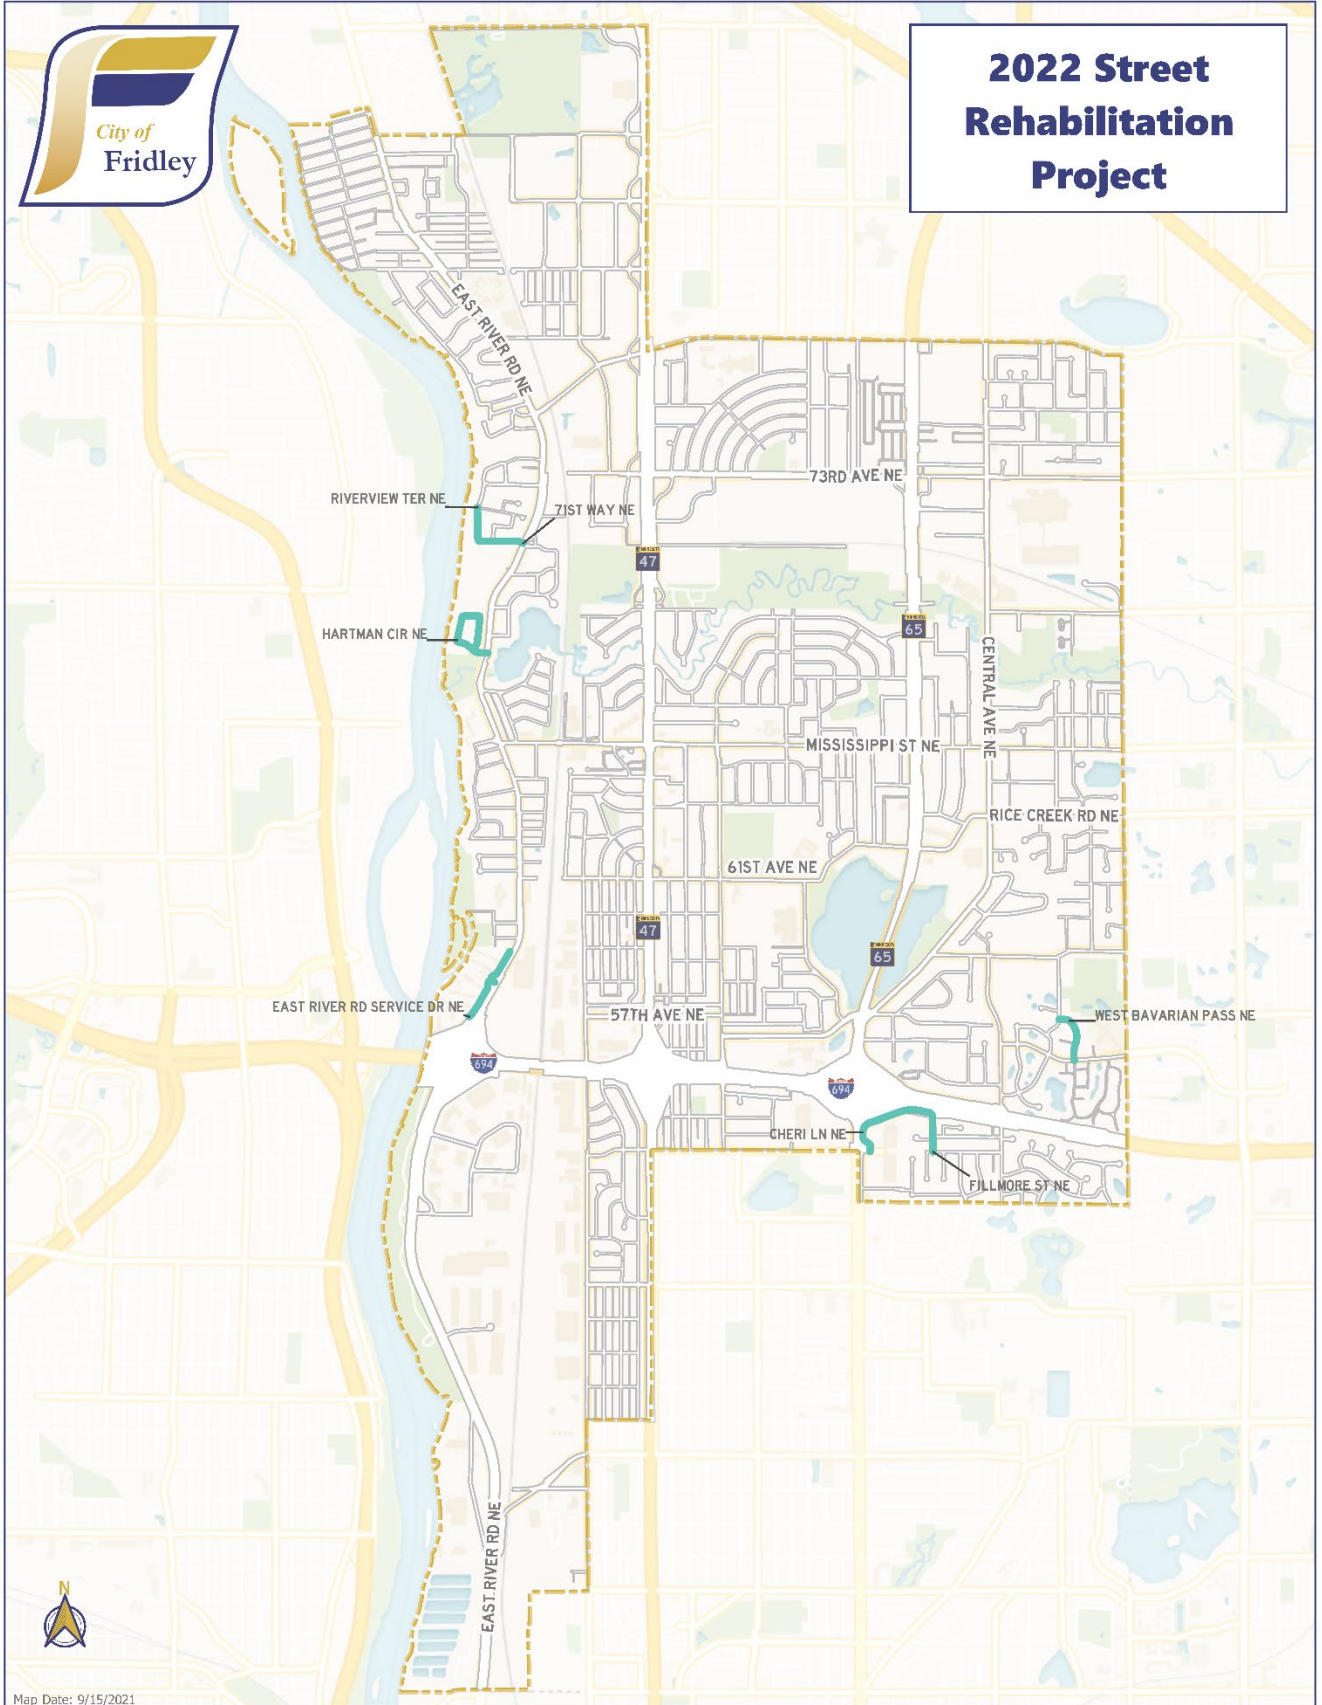 City of
Fridley
2022 Street
Rehabilitation
Project
EAST RIVER RD NE
73RD AVE NE
RIVERVIEW TER NE
71ST WAY NE
47
65
HARTMAN CIR NE
CENTRAL AVE NE
MISSISSIPPI ST NE
RICE CREEK RD NE
61ST AVE NE
47
65
EAST RIVER RD SERVICE DR NE
57TH AVE NE
WEST BAVARIAN PASS NE
694
694
CHERI LN NE
FILLMORE ST NE
EAST RIVER RD NE
N
Map Date: 9/15/2021